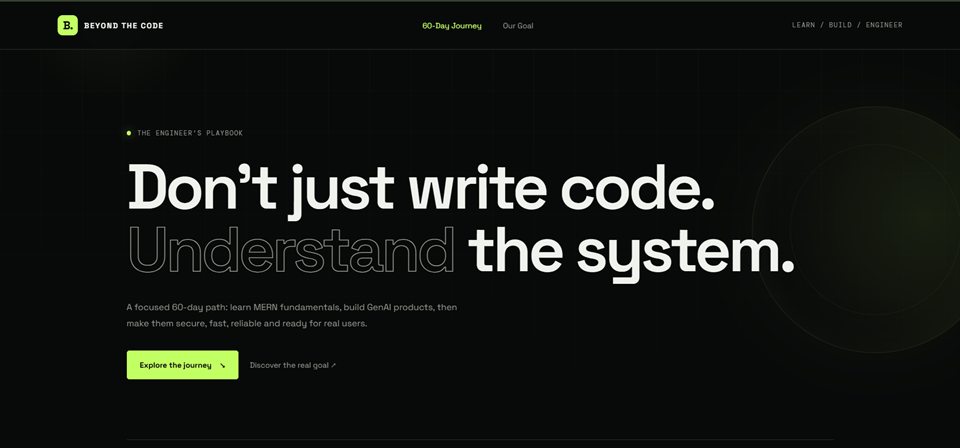 B. BEYOND THE CODE
60-Day Journey
Our Goal
LEARN / BUILD / ENGINEER
THE ENGINEER'S PLAYBOOK
Don't just write code.
Understand the system.
A focused 60-day path: learn MERN fundamentals, build GenAI products, then
make them secure, fast, reliable and ready for real users.
Explore the journey ↘
Discover the real goal ↗